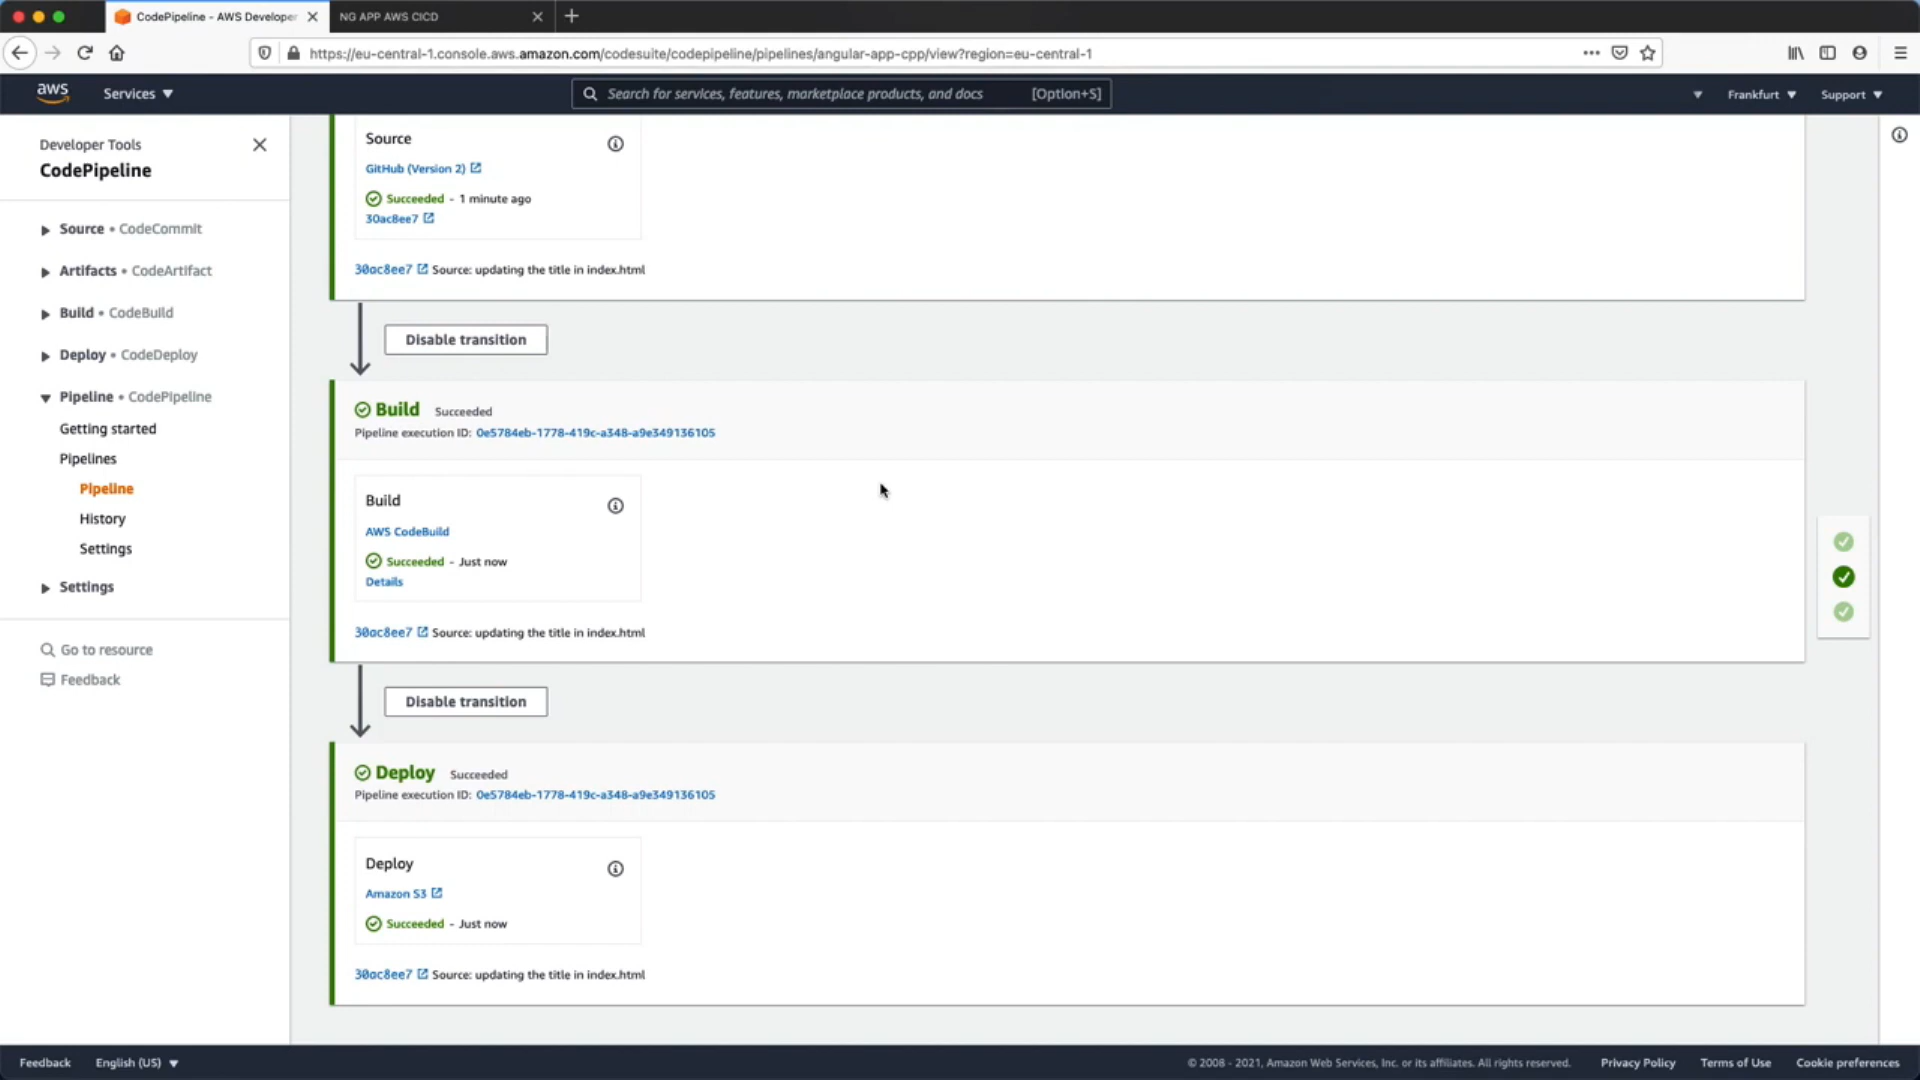 CodePipeline - AWS Developer
NG APP AWS CICD
https://eu-central-1.console.aws.amazon.com/codesuite/codepipeline/pipelines/angular-app-cpp/view?region=eu-central-1
aws
Services
Search for services, features, marketplace products, and docs
[Option+S]
Frankfurt
Support
Developer Tools
CodePipeline
Source • CodeCommit
Artifacts • CodeArtifact
Build • CodeBuild
Deploy • CodeDeploy
Pipeline • CodePipeline
Getting started
Pipelines
Pipeline
History
Settings
Settings
Go to resource
Feedback
Source
GitHub (Version 2)
Succeeded - 1 minute ago
30ac8ee7
30ac8ee7 Source: updating the title in index.html
Disable transition
Build Succeeded
Pipeline execution ID: 0e5784eb-1778-419c-a348-a9e349136105
Build
AWS CodeBuild
Succeeded - Just now
Details
30ac8ee7 Source: updating the title in index.html
Disable transition
Deploy Succeeded
Pipeline execution ID: 0e5784eb-1778-419c-a348-a9e349136105
Deploy
Amazon S3
Succeeded - Just now
30ac8ee7 Source: updating the title in index.html
Feedback
English (US)
© 2008 - 2021, Amazon Web Services, Inc. or its affiliates. All rights reserved.
Privacy Policy
Terms of Use
Cookie preferences